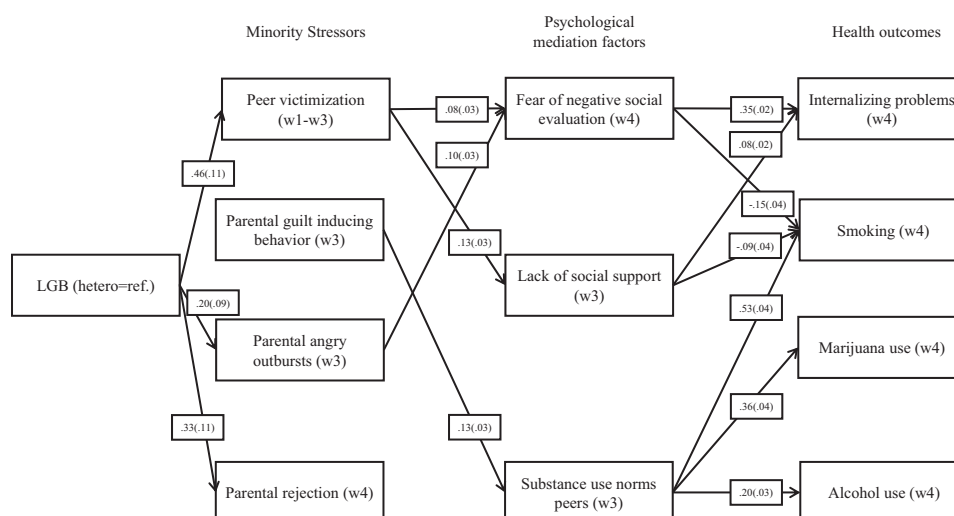 Minority Stressors
Psychological
mediation factors
Health outcomes
Peer victimization
(w1-w3)
.08(.03)
Fear of negative social
evaluation (w4)
.35(.02)
Internalizing problems
(w4)
.08(.02)
.10(.03)
.46(.11)
-.15(.04)
Parental guilt inducing
behavior (w3)
Smoking (w4)
.13(.03)
-.09(.04)
LGB (hetero=ref.)
Lack of social support
(w3)
.20(.09)
.53(.04)
Parental angry
outbursts (w3)
Marijuana use (w4)
.36(.04)
.33(.11)
.13(.03)
Parental rejection (w4)
Substance use norms
peers (w3)
.20(.03)
Alcohol use (w4)